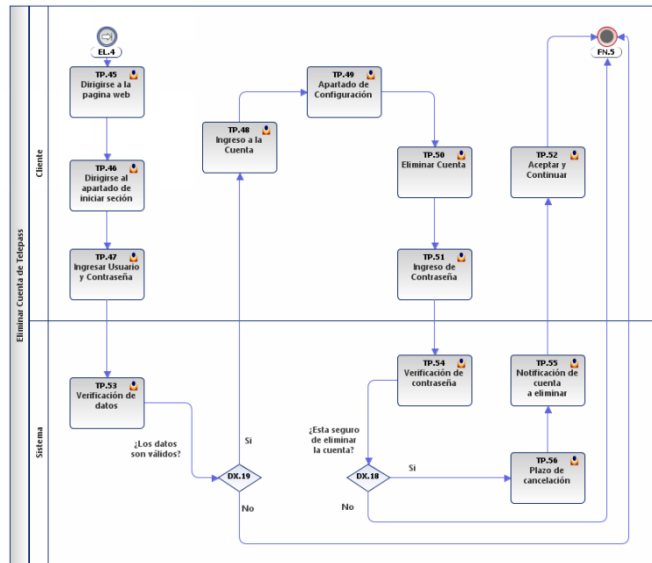 Eliminar Cuenta de Telepass
Cliente
EL.4
TP.45
Dirigirse a la
pagina web
TP.46
Dirigirse al
apartado de
iniciar seción
TP.47
Ingresar Usuario
y Contraseña
TP.48
Ingreso a la
Cuenta
TP.49
Apartado de
Configuración
TP.50
Eliminar Cuenta
TP.51
Ingreso de
Contraseña
TP.52
Aceptar y
Continuar
FN.5
Sistema
TP.53
Verificación de
datos
¿Los datos
son válidos?
DX.19
Si
No
TP.54
Verificación de
contraseña
¿Esta seguro
de eliminar
la cuenta?
DX.18
Si
No
TP.55
Notificación de
cuenta
a eliminar
TP.56
Plazo de
cancelación